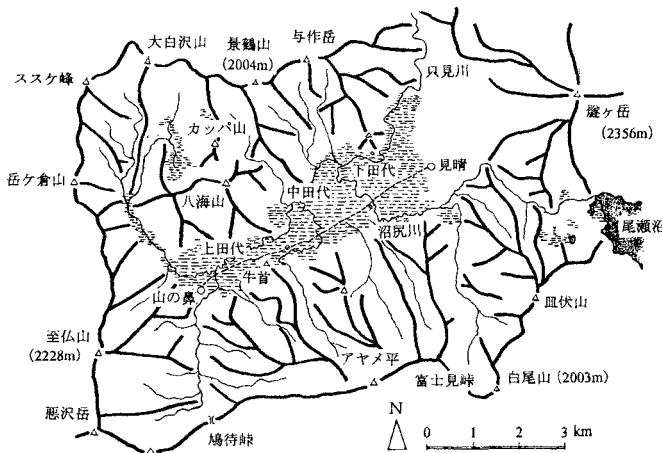 与作岳
景鶴山
(2004m)
大白沢山
ススケ峰
只見川
燧ヶ岳
(2356m)
カッパ山
下田代
見晴
岳ケ倉山
八海山
中田代
尾瀬沼
沼尻川
上田代
牛首
山の鼻
皿伏山
至仏山
(2228m)
アヤメ平
富士見峠
白尾山 (2003m)
悪沢岳
鳩待峠
N
0 1 2 3 km